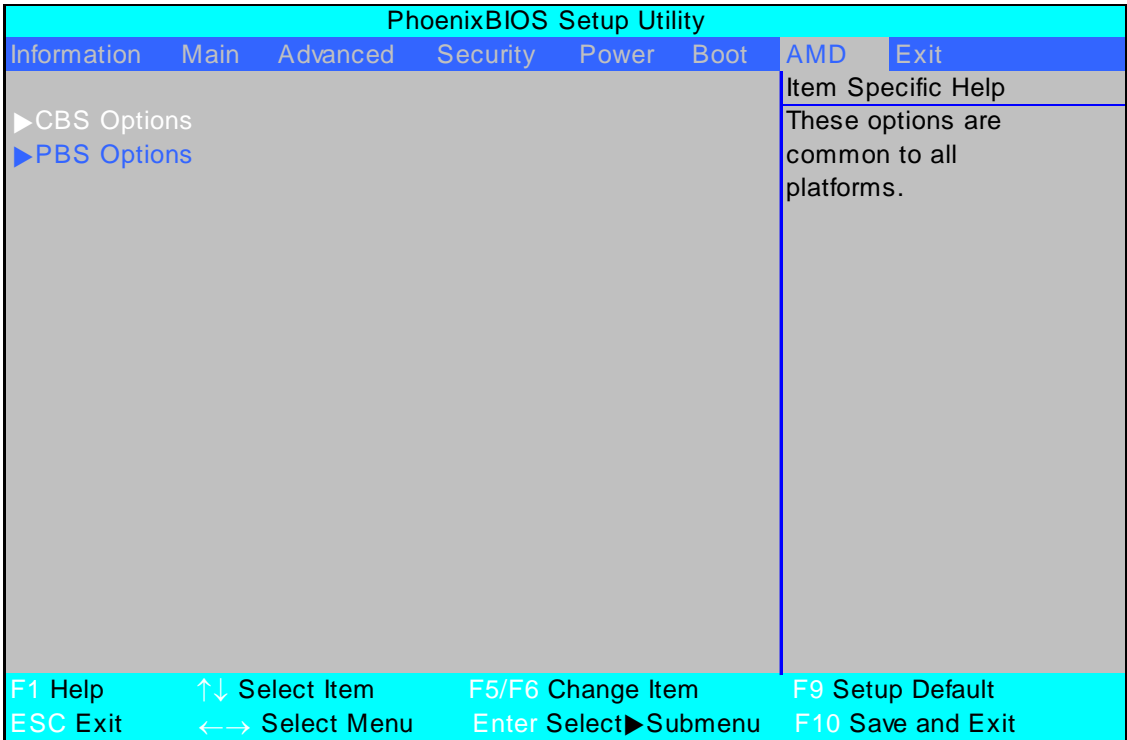 PhoenixBIOS Setup Utility
Information Main Advanced Security Power Boot AMD Exit
▶CBS Options
▶PBS Options
Item Specific Help
These options are
common to all
platforms.
F1 Help ↑↓ Select Item F5/F6 Change Item F9 Setup Default
ESC Exit ←→ Select Menu Enter Select▶Submenu F10 Save and Exit